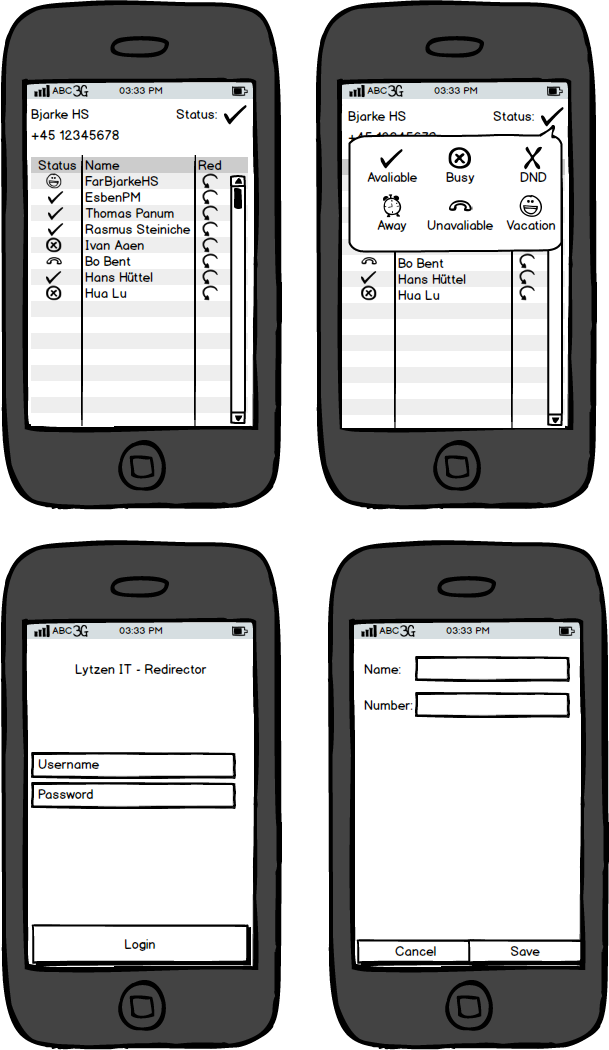 ABC 3G 03:33 PM
Bjarke HS Status:
+45 12345678
Status Name Red
FarBjarkeHS
EsbenPM
Thomas Panum
Rasmus Steiniche
Ivan Aaen
Bo Bent
Hans Hüttel
Hua Lu
ABC 3G 03:33 PM
Bjarke HS Status:
+45 12345678
Avaliable Busy DND
Away Unavaliable Vacation
Bo Bent
Hans Hüttel
Hua Lu
ABC 3G 03:33 PM
Lytzen IT - Redirector
Username
Password
Login
ABC 3G 03:33 PM
Name:
Number:
Cancel Save